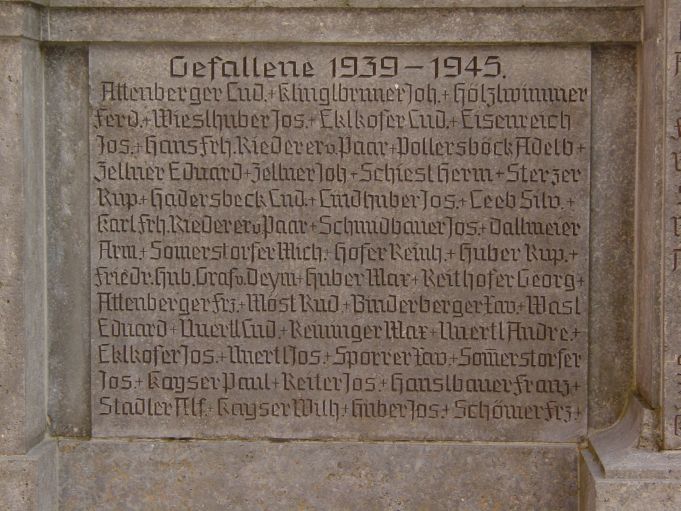 Gefallene 1939–1945.
Attenberger Lud.+Klinglbrunner Joh.+Hölzlwimmer
Ferd.+Wieslhuber Jos.+Eklkofer Lud.+Eisenreich
Jos.+Hans Frh. Riederer v. Paar+Pollersböck Adelb+
Zellner Eduard+Zellner Joh+Schiestl Herm+Sterzer
Rup.+Hadersbeck Lud.+Lindhuber Jos.+Loeb Silv.+
Karl Frh. Riederer v. Paar+Schmidbauer Jos.+Dallmeier
Arm.+Somerstorfer Mich.+Hofer Reinh.+Huber Rup.+
Friedr. Hub. Graf v. Deym+Huber Max+Reithofer Georg+
Attenberger Frz.+Most Rud.+Binderberger Xav.+Wasl
Eduard+Unertl Lud.+Renninger Max+Unertl Andre.+
Eklkofer Jos.+Unertl Jos.+Sporrer Xav.+Somerstorfer
Jos.+Kayser Paul+Reiter Jos.+Hanslbauer Franz+
Stadler Alf.+Kayser Wilh.+Huber Jos.+Schömer Frz.+